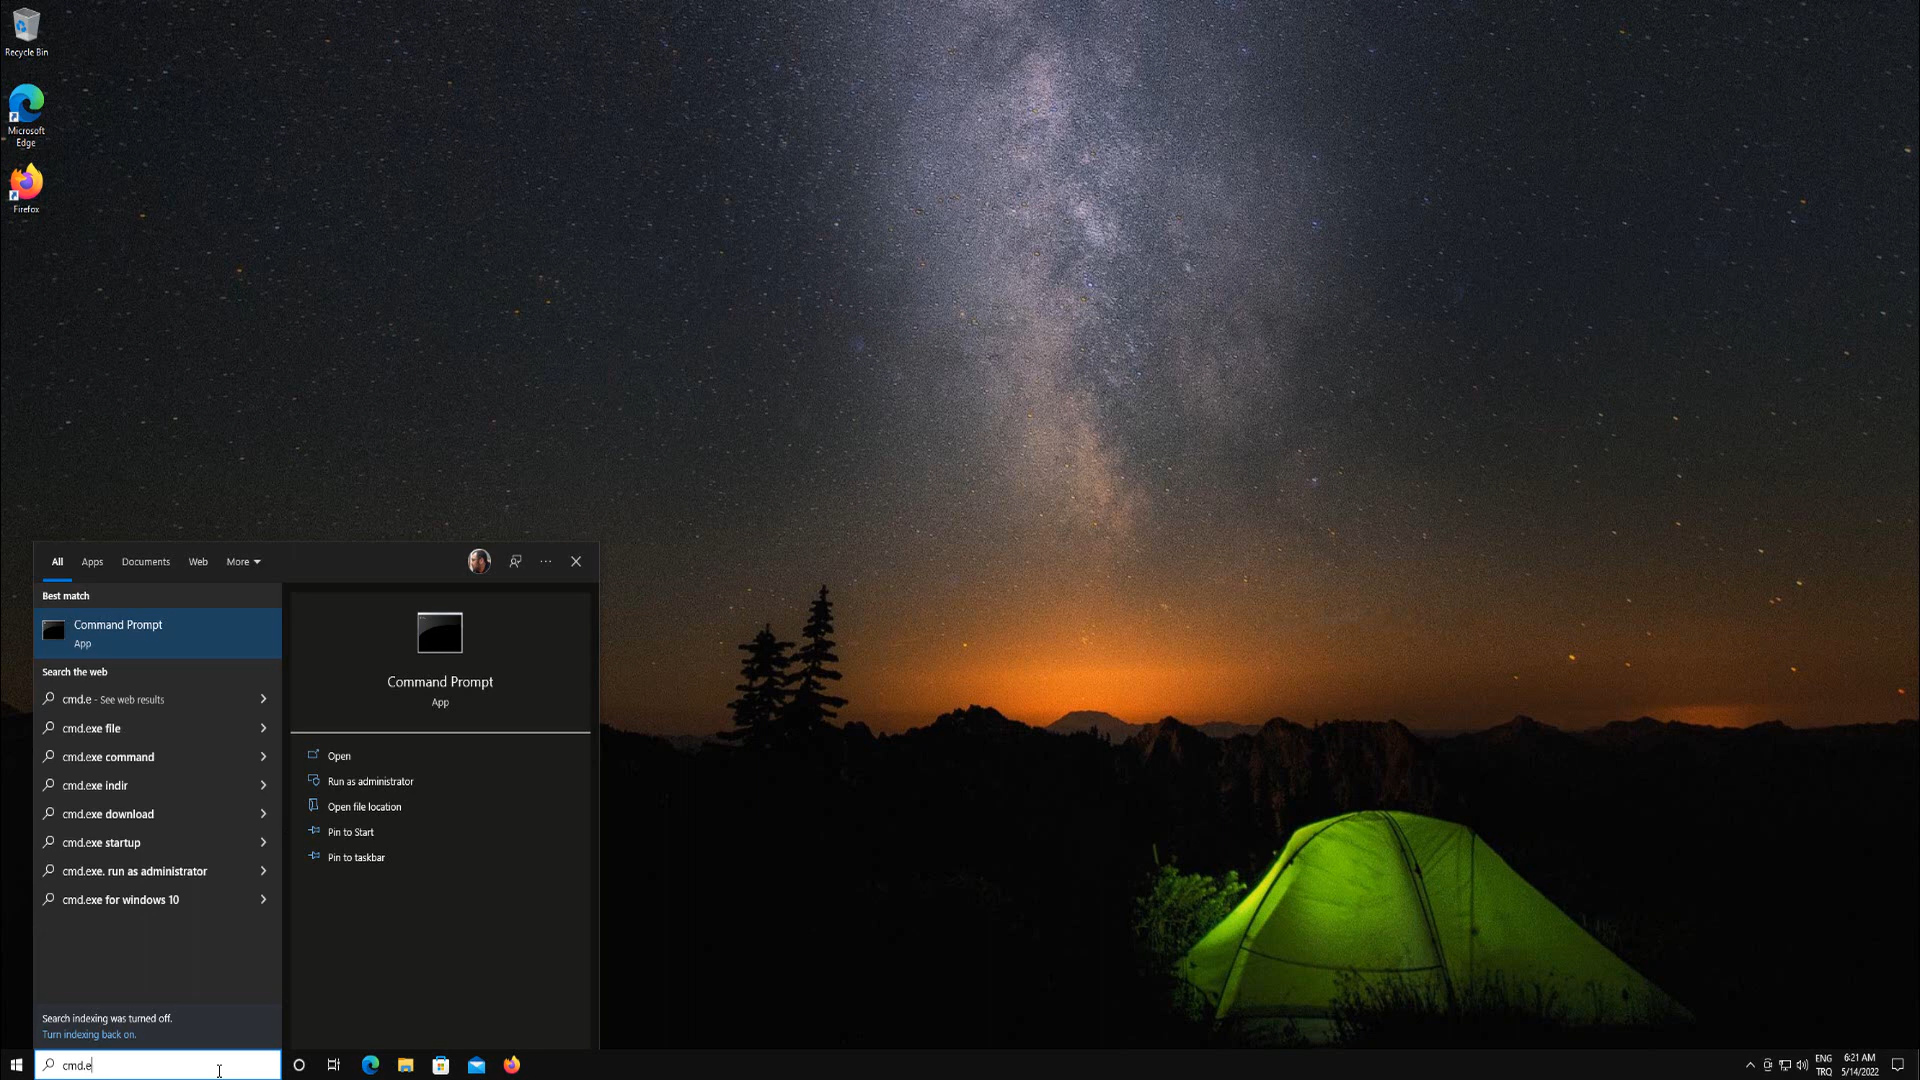 Recycle Bin
Microsoft
Edge
Firefox
All Apps Documents Web More
Best match
Command Prompt
App
Search the web
cmd.e - See web results
cmd.exe file
cmd.exe command
cmd.exe indir
cmd.exe download
cmd.exe startup
cmd.exe. run as administrator
cmd.exe for windows 10
Search indexing was turned off.
Turn indexing back on.
Command Prompt
App
Open
Run as administrator
Open file location
Pin to Start
Pin to taskbar
cmd.e
ENG
TRQ
6:21 AM
5/14/2022